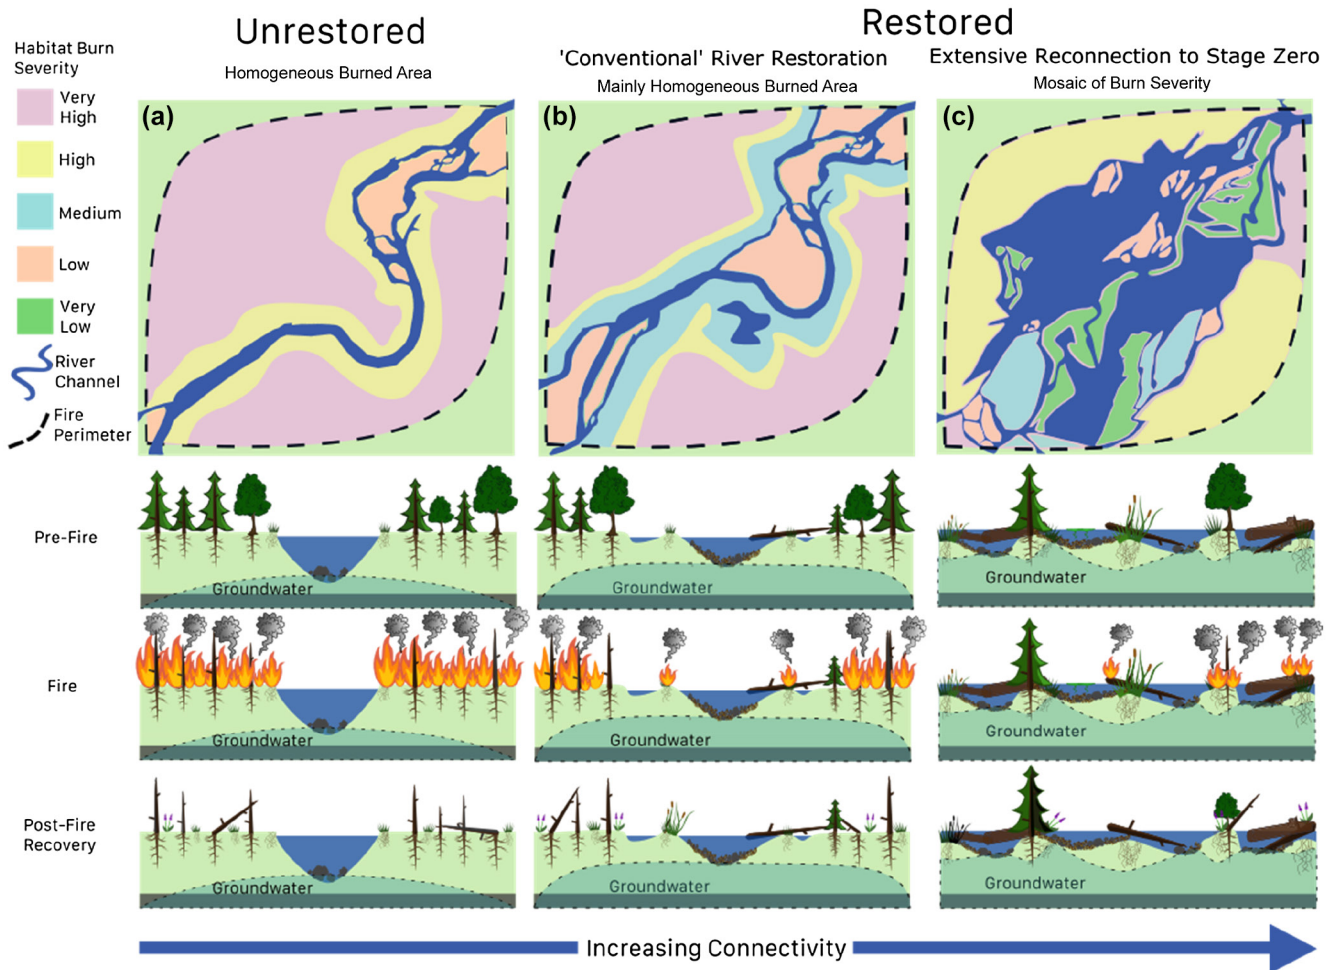 Unrestored
Homogeneous Burned Area
Restored
'Conventional' River Restoration
Mainly Homogeneous Burned Area
Extensive Reconnection to Stage Zero
Mosaic of Burn Severity
Habitat Burn
Severity
Very
High
High
Medium
Low
Very
Low
River
Channel
Fire
Perimeter
(a)
(b)
(c)
Pre-Fire
Groundwater
Groundwater
Groundwater
Fire
Groundwater
Groundwater
Groundwater
Post-Fire
Recovery
Groundwater
Groundwater
Groundwater
Increasing Connectivity